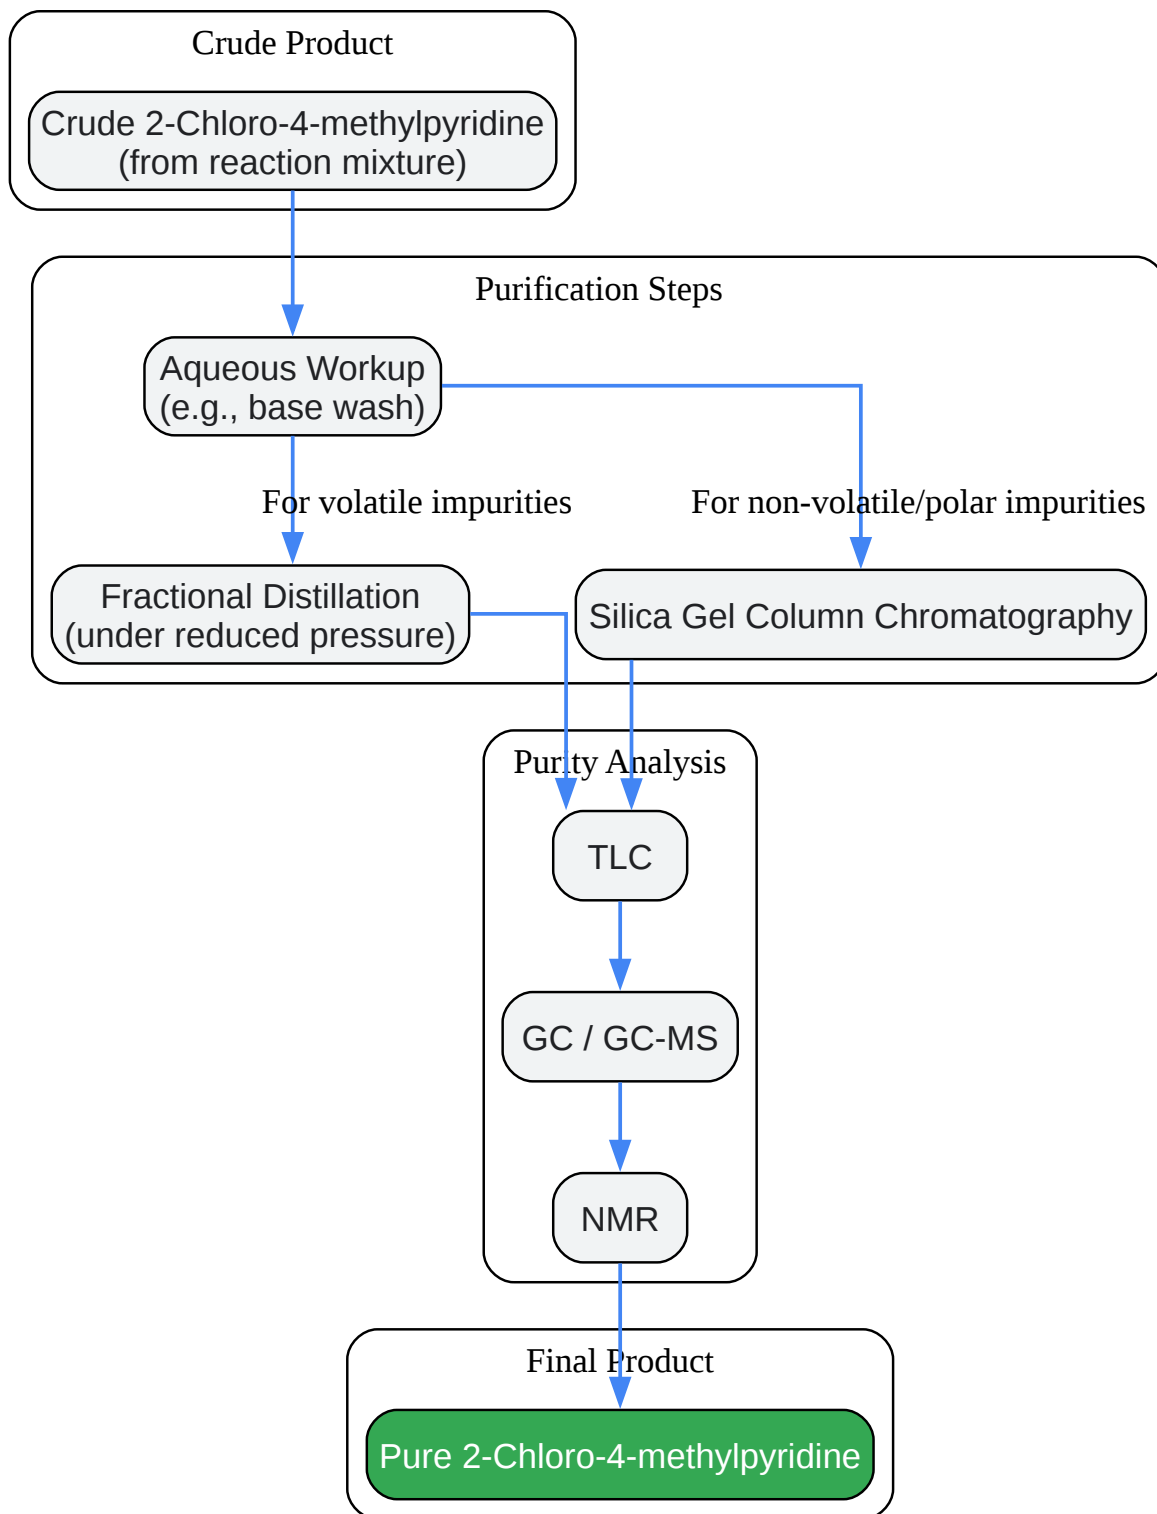 Crude Product
Crude 2-Chloro-4-methylpyridine
(from reaction mixture)
Purification Steps
Aqueous Workup
(e.g., base wash)
For volatile impurities
For non-volatile/polar impurities
Fractional Distillation
(under reduced pressure)
Silica Gel Column Chromatography
Purity Analysis
TLC
GC / GC-MS
NMR
Final Product
Pure 2-Chloro-4-methylpyridine